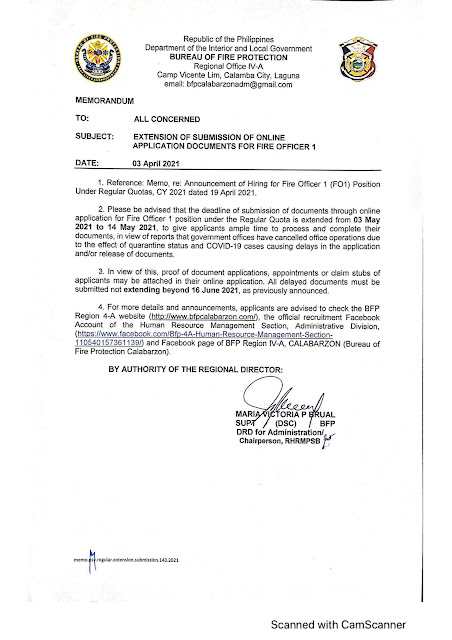 Republic of the Philippines
Department of the Interior and Local Government
BUREAU OF FIRE PROTECTION
Regional Office IV-A
Camp Vicente Lim, Calamba City, Laguna
email: bfpcalabarzonadm@gmail.com
MEMORANDUM
TO: ALL CONCERNED
SUBJECT: EXTENSION OF SUBMISSION OF ONLINE
APPLICATION DOCUMENTS FOR FIRE OFFICER 1
DATE: 03 April 2021
1. Reference: Memo, re: Announcement of Hiring for Fire Officer 1 (FO1) Position
Under Regular Quotas, CY 2021 dated 19 April 2021.
2. Please be advised that the deadline of submission of documents through online
application for Fire Officer 1 position under the Regular Quota is extended from 03 May
2021 to 14 May 2021, to give applicants ample time to process and complete their
documents, in view of reports that government offices have cancelled office operations due
to the effect of quarantine status and COVID-19 cases causing delays in the application
and/or release of documents.
3. In view of this, proof of document applications, appointments or claim stubs of
applicants may be attached in their online application. All delayed documents must be
submitted not extending beyond 16 June 2021, as previously announced.
4. For more details and announcements, applicants are advised to check the BFP
Region 4-A website (http://www.bfpcalabarzon.com/), the official recruitment Facebook
Account of the Human Resource Management Section, Administrative Division,
(https://www.facebook.com/Bfp-4A-Human-Resource-Management-Section-
110540157361139/) and Facebook page of BFP Region IV-A, CALABARZON (Bureau of
Fire Protection Calabarzon).
BY AUTHORITY OF THE REGIONAL DIRECTOR:
MARIA VICTORIA P BRUAL
SUPT (DSC) BFP
DRD for Administration/
Chairperson, RHRMPSB
regular.extension.submission.143.2021
Scanned with CamScanner